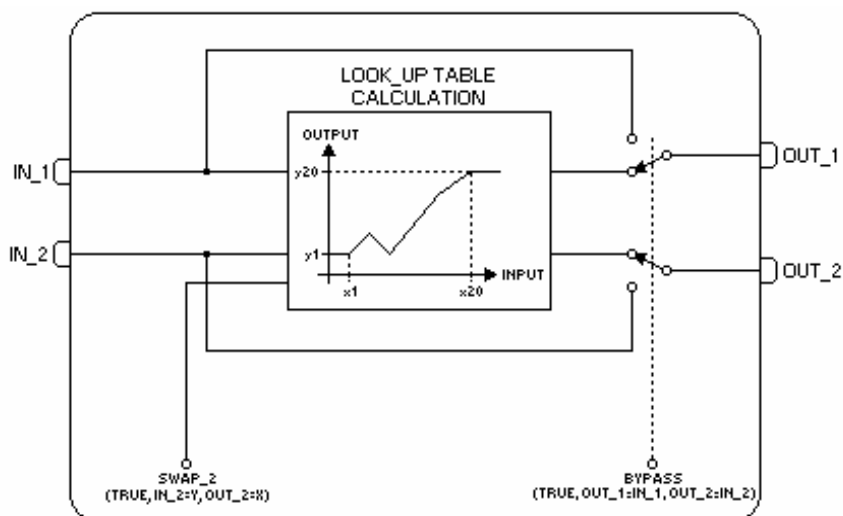 LOOK_UP TABLE
CALCULATION
OUTPUT
IN_1
y20
OUT_1
IN_2
y1
INPUT
OUT_2
x1
x20
SWAP_2
(TRUE, IN_2=Y, OUT_2=X)
BYPASS
(TRUE, OUT_1=IN_1, OUT_2=IN_2)